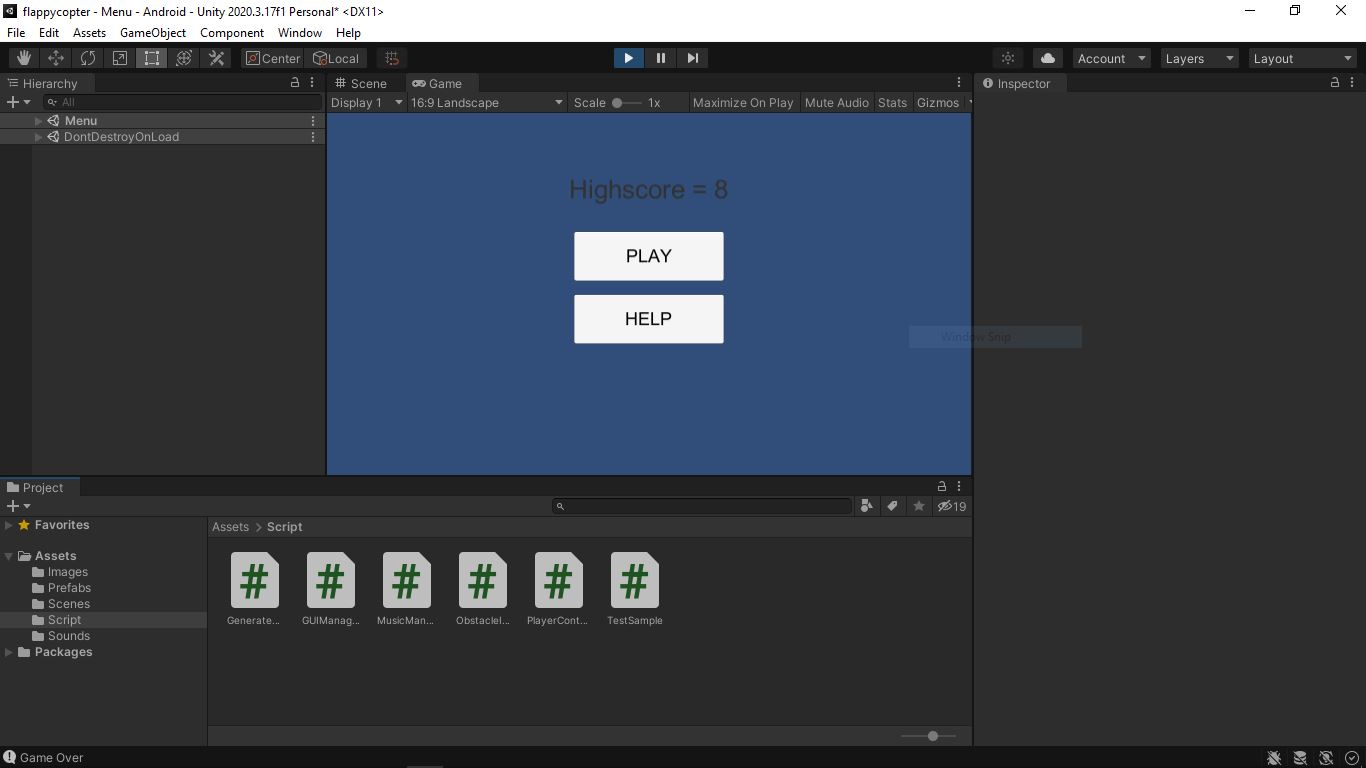 flappycopter - Menu - Android - Unity 2020.3.17f1 Personal* <DX11>
File Edit Assets GameObject Component Window Help
Center Local Account Layers Layout
Hierarchy
All
Menu
DontDestroyOnLoad
Scene Game
Display 1 16:9 Landscape Scale 1x Maximize On Play Mute Audio Stats Gizmos
Highscore = 8
PLAY
HELP
Window Snip
Inspector
Project
19
Favorites
Assets
Images
Prefabs
Scenes
Script
Sounds
Packages
Assets > Script
Generate... GUIManag... MusicMan... ObstacleI... PlayerCont... TestSample
Game Over